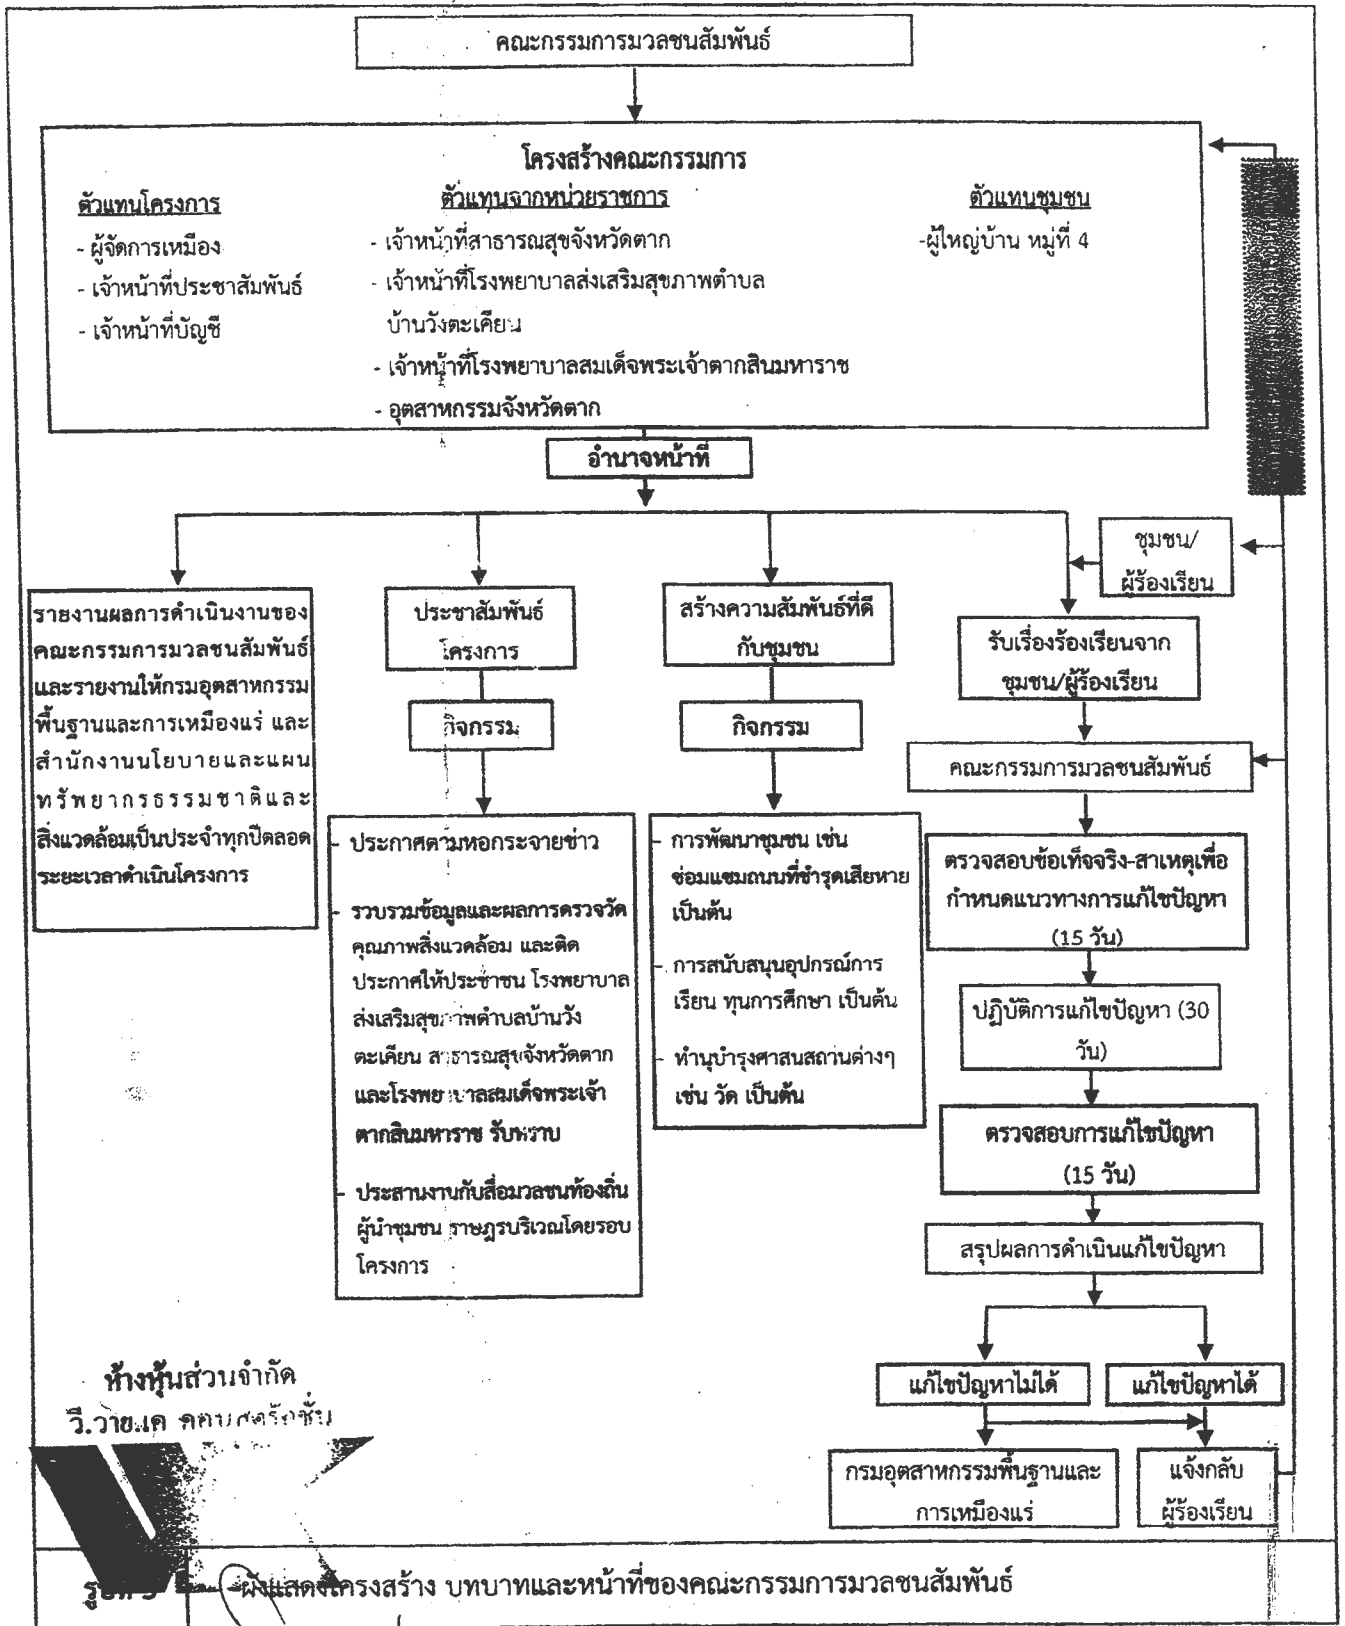 คณะกรรมการมวลชนสัมพันธ์
โครงสร้างคณะกรรมการ
ตัวแทนโครงการ
- ผู้จัดการเหมือง
- เจ้าหน้าที่ประชาสัมพันธ์
- เจ้าหน้าที่บัญชี
ตัวแทนจากหน่วยราชการ
- เจ้าหน้าที่สาธารณสุขจังหวัดตาก
- เจ้าหน้าที่โรงพยาบาลส่งเสริมสุขภาพตำบล
บ้านวังตะเคียน
- เจ้าหน้าที่โรงพยาบาลสมเด็จพระเจ้าตากสินมหาราช
- อุตสาหกรรมจังหวัดตาก
ตัวแทนชุมชน
-ผู้ใหญ่บ้าน หมู่ที่ 4
อำนาจหน้าที่
รายงานผลการดำเนินงานของ
คณะกรรมการมวลชนสัมพันธ์
และรายงานให้กรมอุตสาหกรรม
พื้นฐานและการเหมืองแร่ และ
สำนักงานนโยบายและแผน
ทรัพยากรธรรมชาติและ
สิ่งแวดล้อมเป็นประจำทุกปีตลอด
ระยะเวลาดำเนินโครงการ
ประชาสัมพันธ์
โครงการ
กิจกรรม
- ประกาศตามหอกระจายข่าว
- รวบรวมข้อมูลและผลการตรวจวัด
คุณภาพสิ่งแวดล้อม และติด
ประกาศให้ประชาชน โรงพยาบาล
ส่งเสริมสุขภาพตำบลบ้านวัง
ตะเคียน สาธารณสุขจังหวัดตาก
และโรงพยาบาลสมเด็จพระเจ้า
ตากสินมหาราช รับทราบ
- ประสานงานกับสื่อมวลชนท้องถิ่น
ผู้นำชุมชน ราษฎรบริเวณโดยรอบ
โครงการ
สร้างความสัมพันธ์ที่ดี
กับชุมชน
กิจกรรม
- การพัฒนาชุมชน เช่น
ซ่อมแซมถนนที่ชำรุดเสียหาย
เป็นต้น
- การสนับสนุนอุปกรณ์การ
เรียน ทุนการศึกษา เป็นต้น
- ทำนุบำรุงศาสนสถานต่างๆ
เช่น วัด เป็นต้น
ชุมชน/
ผู้ร้องเรียน
รับเรื่องร้องเรียนจาก
ชุมชน/ผู้ร้องเรียน
คณะกรรมการมวลชนสัมพันธ์
ตรวจสอบข้อเท็จจริง-สาเหตุเพื่อ
กำหนดแนวทางการแก้ไขปัญหา
(15 วัน)
ปฏิบัติการแก้ไขปัญหา (30
วัน)
ตรวจสอบการแก้ไขปัญหา
(15 วัน)
สรุปผลการดำเนินแก้ไขปัญหา
แก้ไขปัญหาไม่ได้
แก้ไขปัญหาได้
กรมอุตสาหกรรมพื้นฐานและ
การเหมืองแร่
แจ้งกลับ
ผู้ร้องเรียน
ห้างหุ้นส่วนจำกัด
วี.วาย.เค คอนสตรัคชั่น
ผังแสดงโครงสร้าง บทบาทและหน้าที่ของคณะกรรมการมวลชนสัมพันธ์